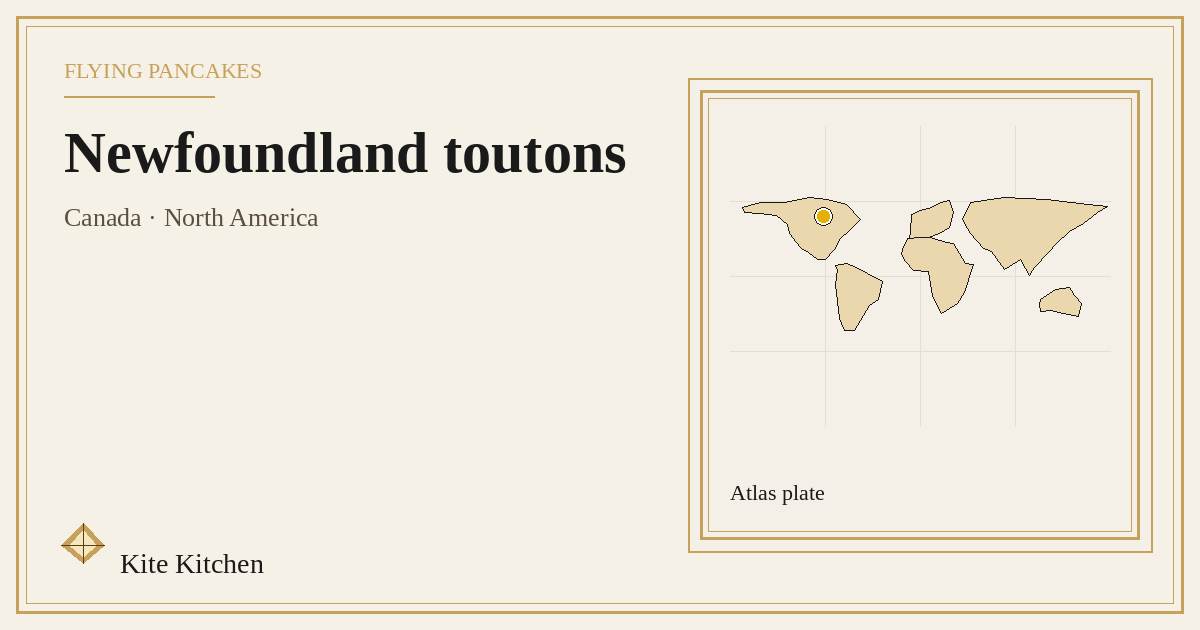 FLYING PANCAKES
Newfoundland toutons
Canada · North America
Atlas plate
Kite Kitchen